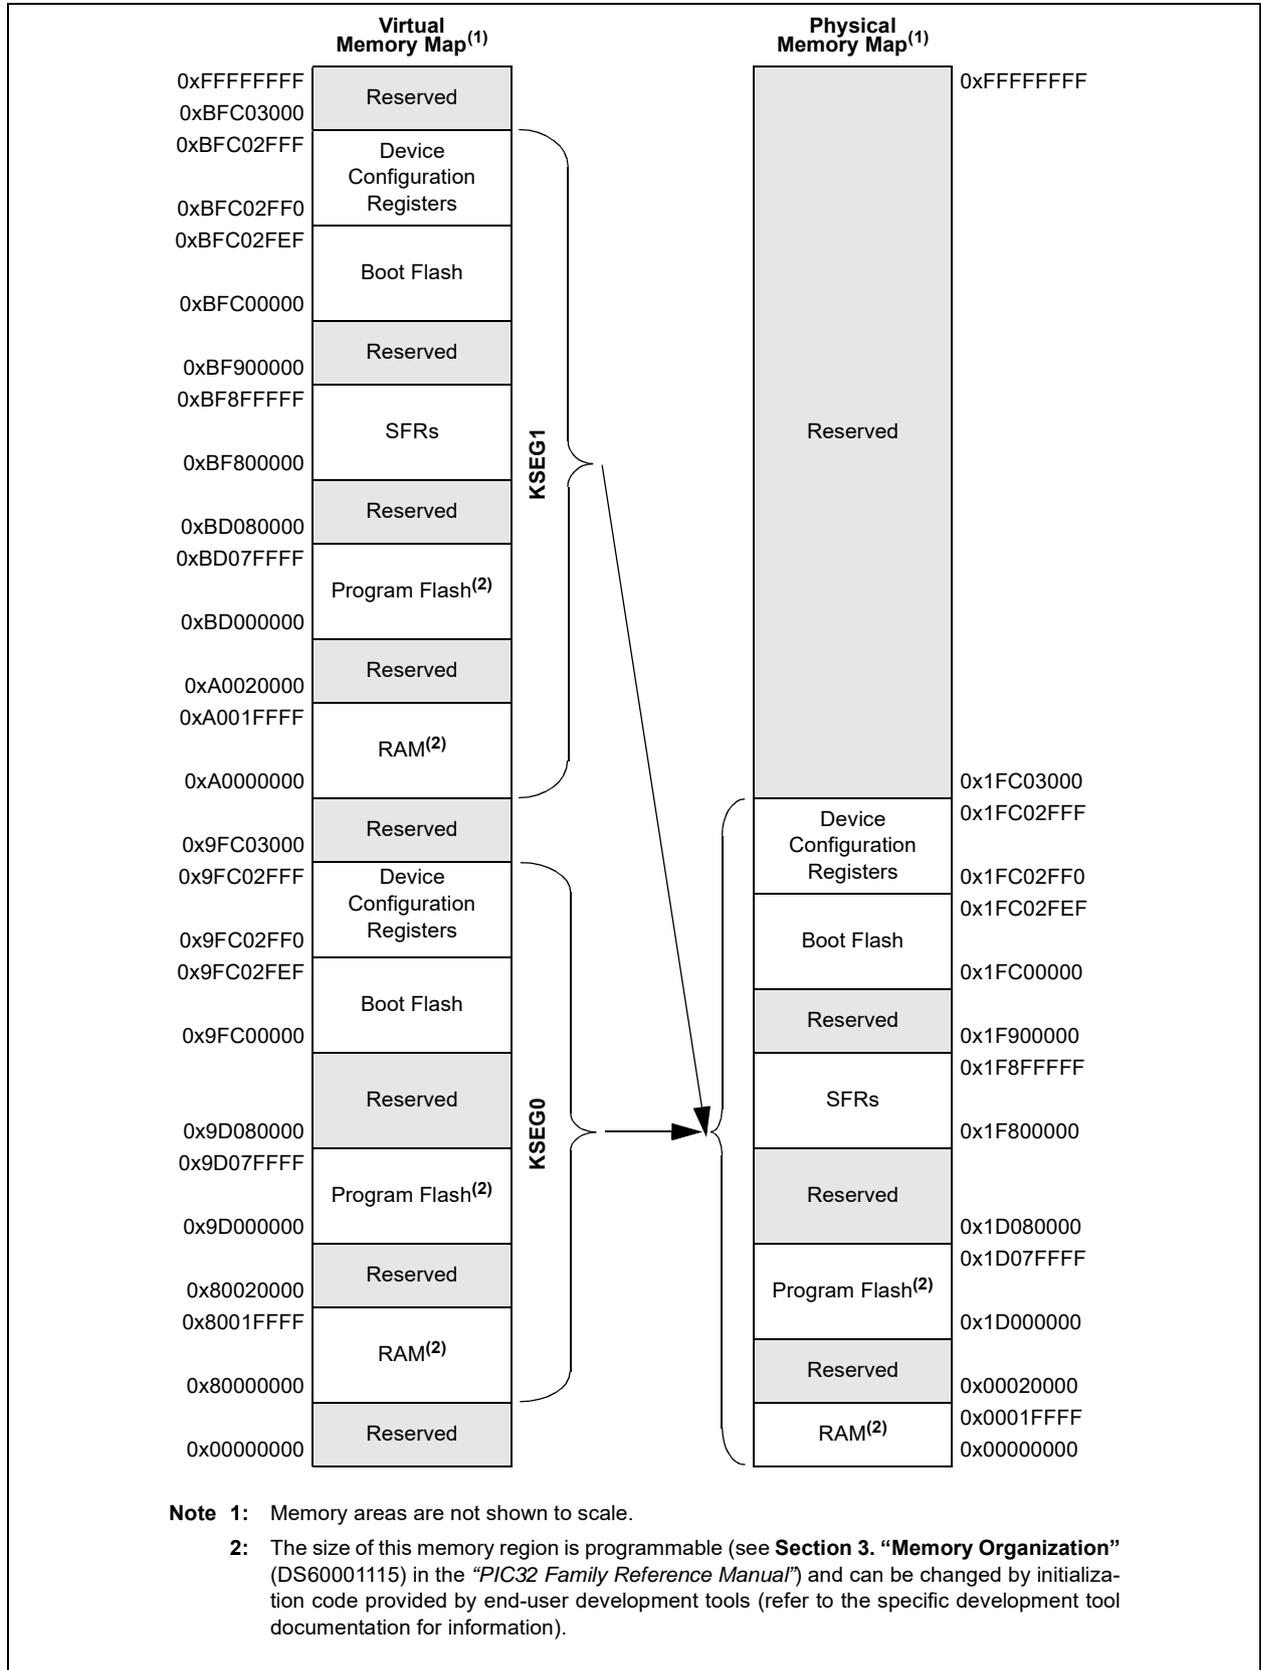 Virtual
Memory Map(1)
Physical
Memory Map(1)
0xFFFFFFFF
Reserved
0xBFC03000
0xBFC02FFF
Device
Configuration
Registers
0xBFC02FF0
0xBFC02FEF
Boot Flash
0xBFC00000
Reserved
0xBF900000
0xBF8FFFFF
SFRs
0xBF800000
Reserved
0xBD080000
0xBD07FFFF
Program Flash(2)
0xBD000000
Reserved
0xA0020000
0xA001FFFF
RAM(2)
0xA0000000
KSEG1
Reserved
0x9FC03000
0x9FC02FFF
Device
Configuration
Registers
0x9FC02FF0
0x9FC02FEF
Boot Flash
0x9FC00000
Reserved
0x9D080000
0x9D07FFFF
Program Flash(2)
0x9D000000
Reserved
0x80020000
0x8001FFFF
RAM(2)
0x80000000
KSEG0
Reserved
0x00000000
0xFFFFFFFF
Reserved
0x1FC03000
0x1FC02FFF
Device
Configuration
Registers
0x1FC02FF0
0x1FC02FEF
Boot Flash
0x1FC00000
Reserved
0x1F900000
0x1F8FFFFF
SFRs
0x1F800000
Reserved
0x1D080000
0x1D07FFFF
Program Flash(2)
0x1D000000
Reserved
0x00020000
0x0001FFFF
RAM(2)
0x00000000
Note 1: Memory areas are not shown to scale.
2: The size of this memory region is programmable (see Section 3. “Memory Organization”
(DS60001115) in the “PIC32 Family Reference Manual”) and can be changed by initializa-
tion code provided by end-user development tools (refer to the specific development tool
documentation for information).